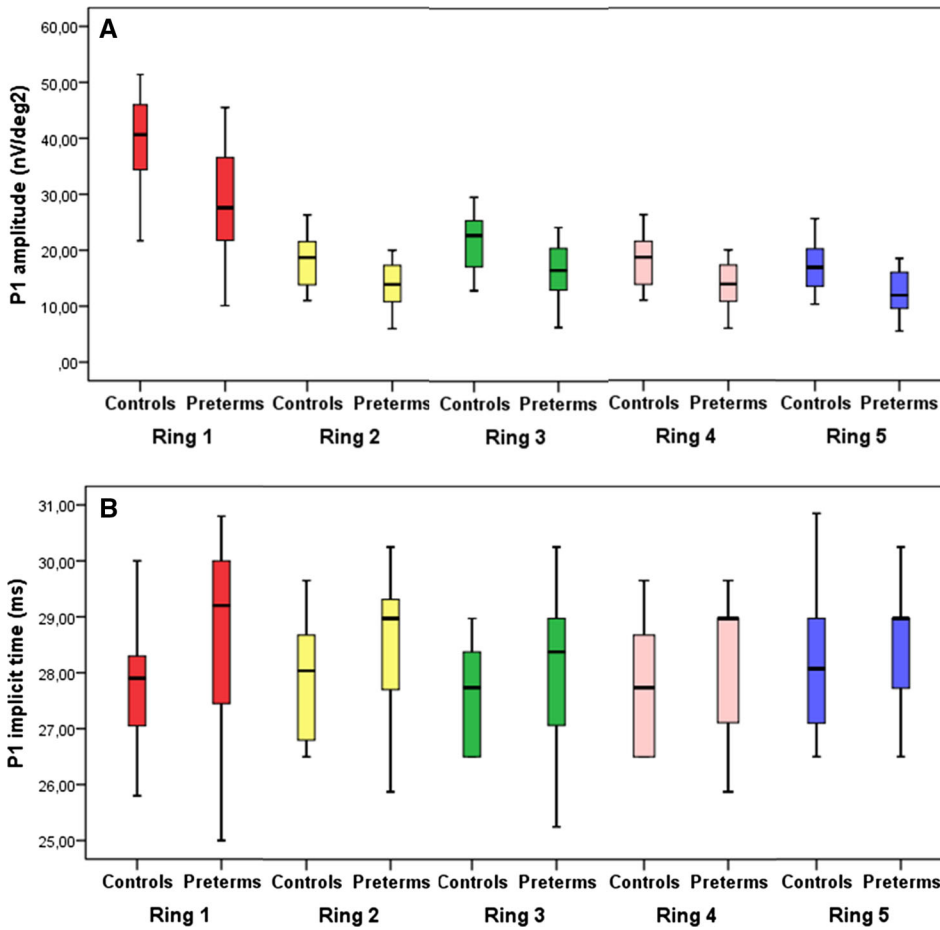 A
P1 amplitude (nV/deg2)
60,00
50,00
40,00
30,00
20,00
10,00
,00
Controls Preterms Controls Preterms Controls Preterms Controls Preterms Controls Preterms
Ring 1 Ring 2 Ring 3 Ring 4 Ring 5
B
P1 implicit time (ms)
31,00
30,00
29,00
28,00
27,00
26,00
25,00
Controls Preterms Controls Preterms Controls Preterms Controls Preterms Controls Preterms
Ring 1 Ring 2 Ring 3 Ring 4 Ring 5